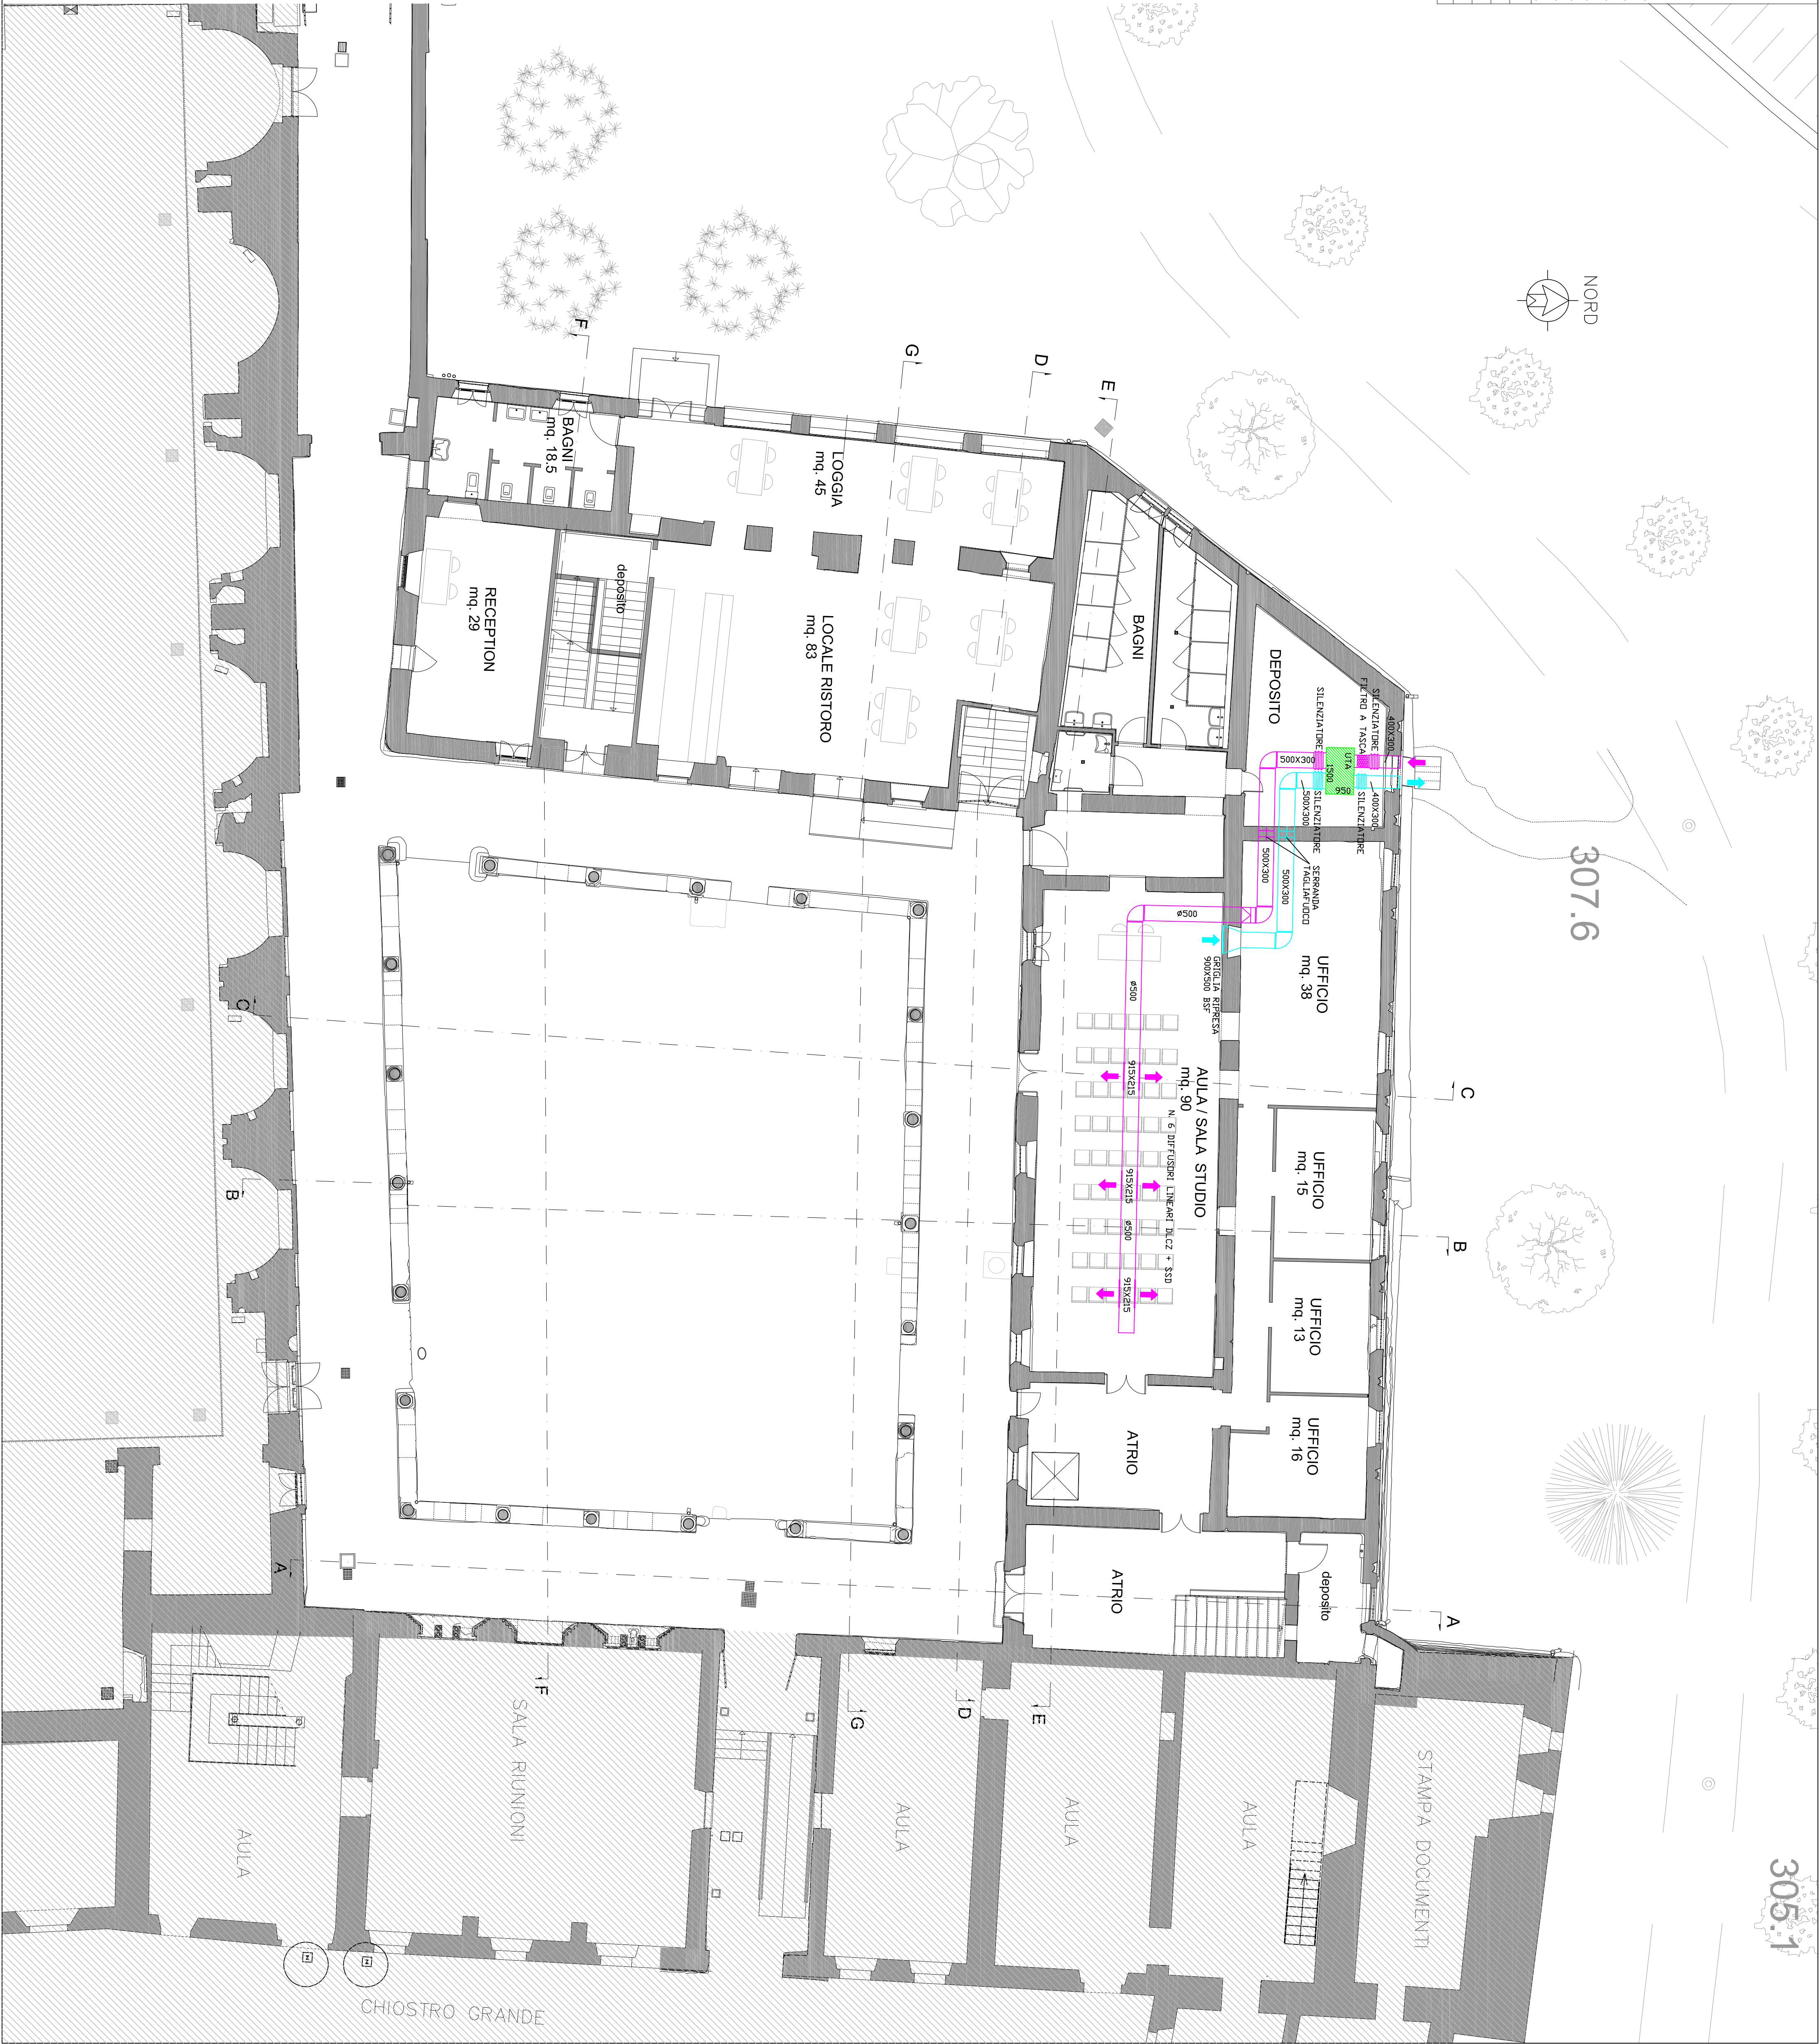 NORD
307.6
305.1
F
G
D
E
BAGNI
mq. 18.5
LOGGIA
mq. 45
deposito
RECEPTION
mq. 29
LOCALE RISTORO
mq. 83
BAGNI
DEPOSITO
SILENZIATORE
FILTRO A TASCA
SILENZIATORE
400X300
500X300
UTA
1500
950
400X300
SILENZIATORE
500X300
SILENZIATORE
SERRANDA
TAGLIAFUOCO
500X300
500X300
ø500
GRIGLIA RIPRESA
900X500 BSF
UFFICIO
mq. 38
ø500
915X215
AULA / SALA STUDIO
mq. 90
N. 6 DIFFUSORI LINEARI DLCZ + SSD
915X215
ø500
915X215
UFFICIO
mq. 15
UFFICIO
mq. 13
UFFICIO
mq. 16
C
B
A
C
B
A
ATRIO
ATRIO
deposito
F
G
D
E
SALA RIUNIONI
AULA
AULA
AULA
AULA
STAMPA DOCUMENTI
CHIOSTRO GRANDE